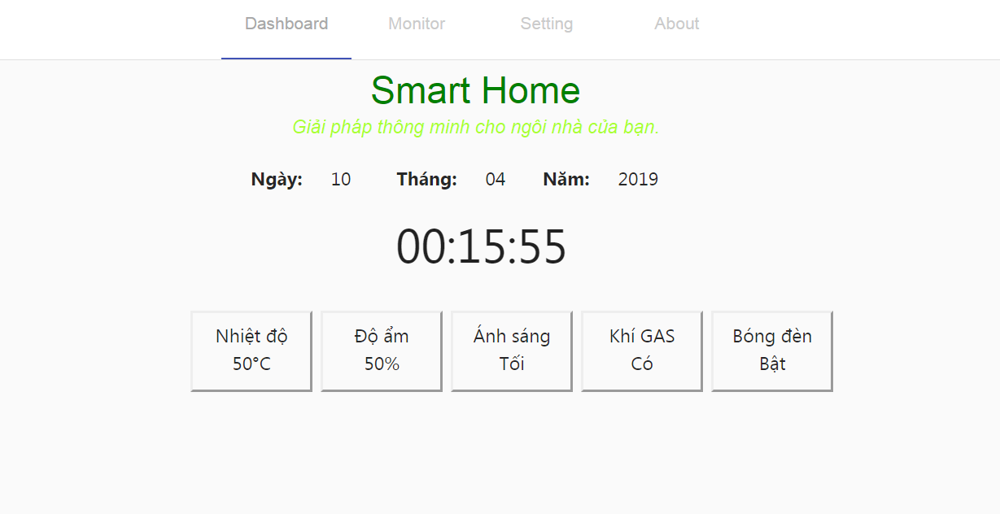 Dashboard Monitor Setting About
Smart Home
Giải pháp thông minh cho ngôi nhà của bạn.
Ngày: 10 Tháng: 04 Năm: 2019
00:15:55
Nhiệt độ
50°C
Độ ẩm
50%
Ánh sáng
Tối
Khí GAS
Có
Bóng đèn
Bật